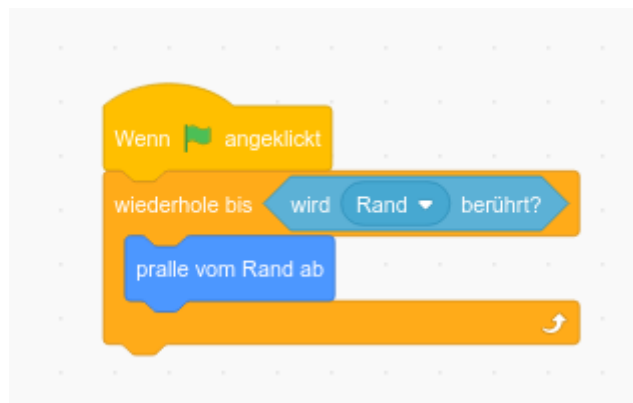 Wenn angeklickt
wiederhole bis wird Rand berührt?
pralle vom Rand ab